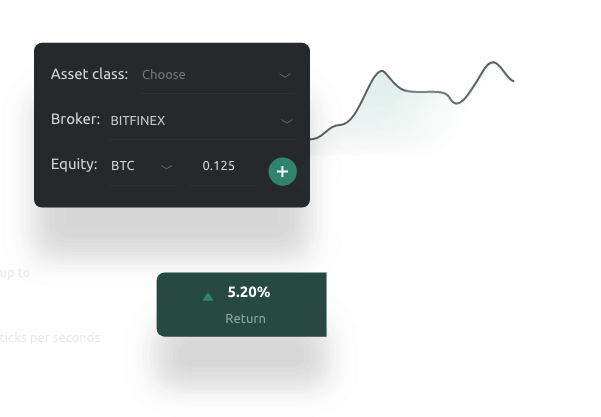 Asset class: Choose
Broker: BITFINEX
Equity: BTC 0.125
up to
5.20%
Return
ticks per seconds